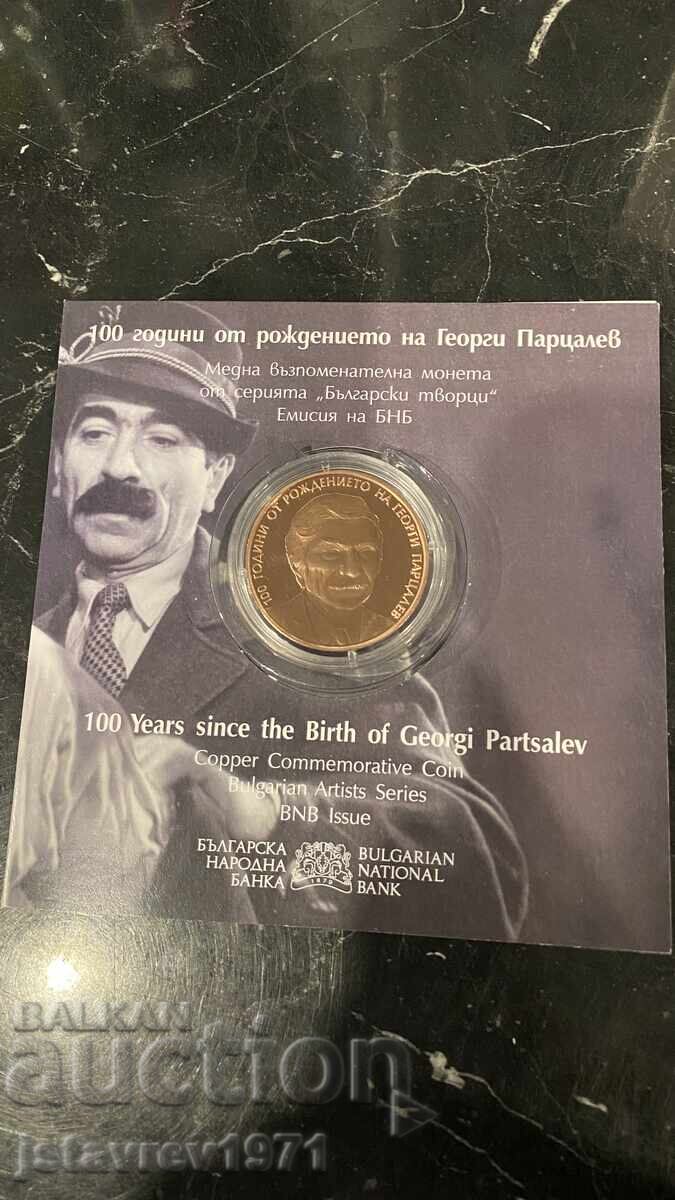 100 години от рождението на Георги Парцалев
Медна възпоменателна монета
от серията „Български творци“
Емисия на БНБ
100 ГОДИНИ ОТ РОЖДЕНИЕТО НА ГЕОРГИ ПАРЦАЛЕВ
100 Years since the Birth of Georgi Partsalev
Copper Commemorative Coin
Bulgarian Artists Series
BNB Issue
БЪЛГАРСКА
НАРОДНА
БАНКА
1879
BULGARIAN
NATIONAL
BANK
BALKAN
auction
jstavrev1971